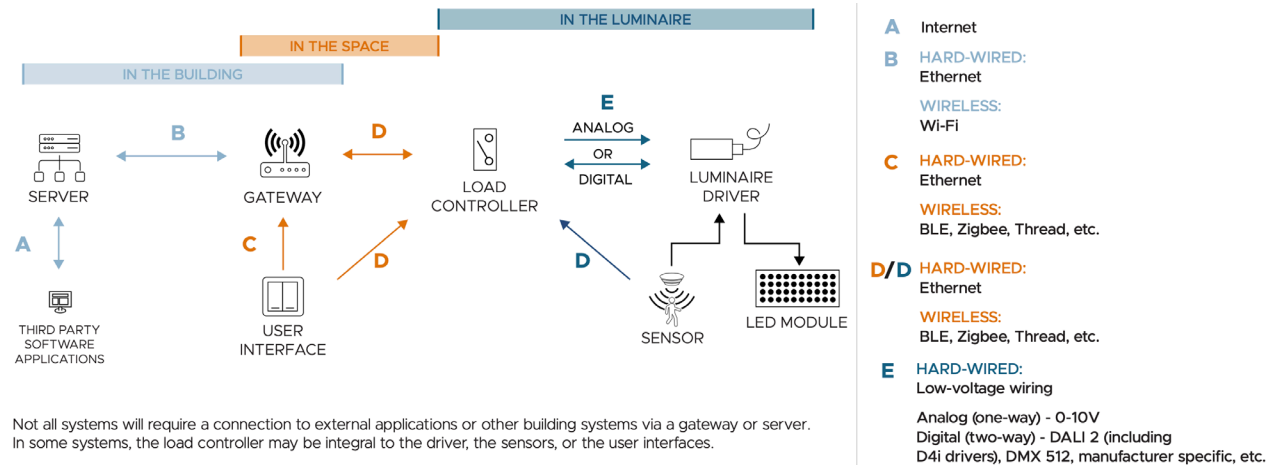 IN THE LUMINAIRE
IN THE SPACE
IN THE BUILDING
B
D
E
ANALOG
OR
DIGITAL
SERVER
GATEWAY
LOAD
CONTROLLER
LUMINAIRE
DRIVER
A
C
D
D
THIRD PARTY
SOFTWARE
APPLICATIONS
USER
INTERFACE
SENSOR
LED MODULE
Not all systems will require a connection to external applications or other building systems via a gateway or server.
In some systems, the load controller may be integral to the driver, the sensors, or the user interfaces.
A Internet
B HARD-WIRED:
Ethernet
WIRELESS:
Wi-Fi
C HARD-WIRED:
Ethernet
WIRELESS:
BLE, Zigbee, Thread, etc.
D/D HARD-WIRED:
Ethernet
WIRELESS:
BLE, Zigbee, Thread, etc.
E HARD-WIRED:
Low-voltage wiring
Analog (one-way) - 0-10V
Digital (two-way) - DALI 2 (including
D4i drivers), DMX 512, manufacturer specific, etc.